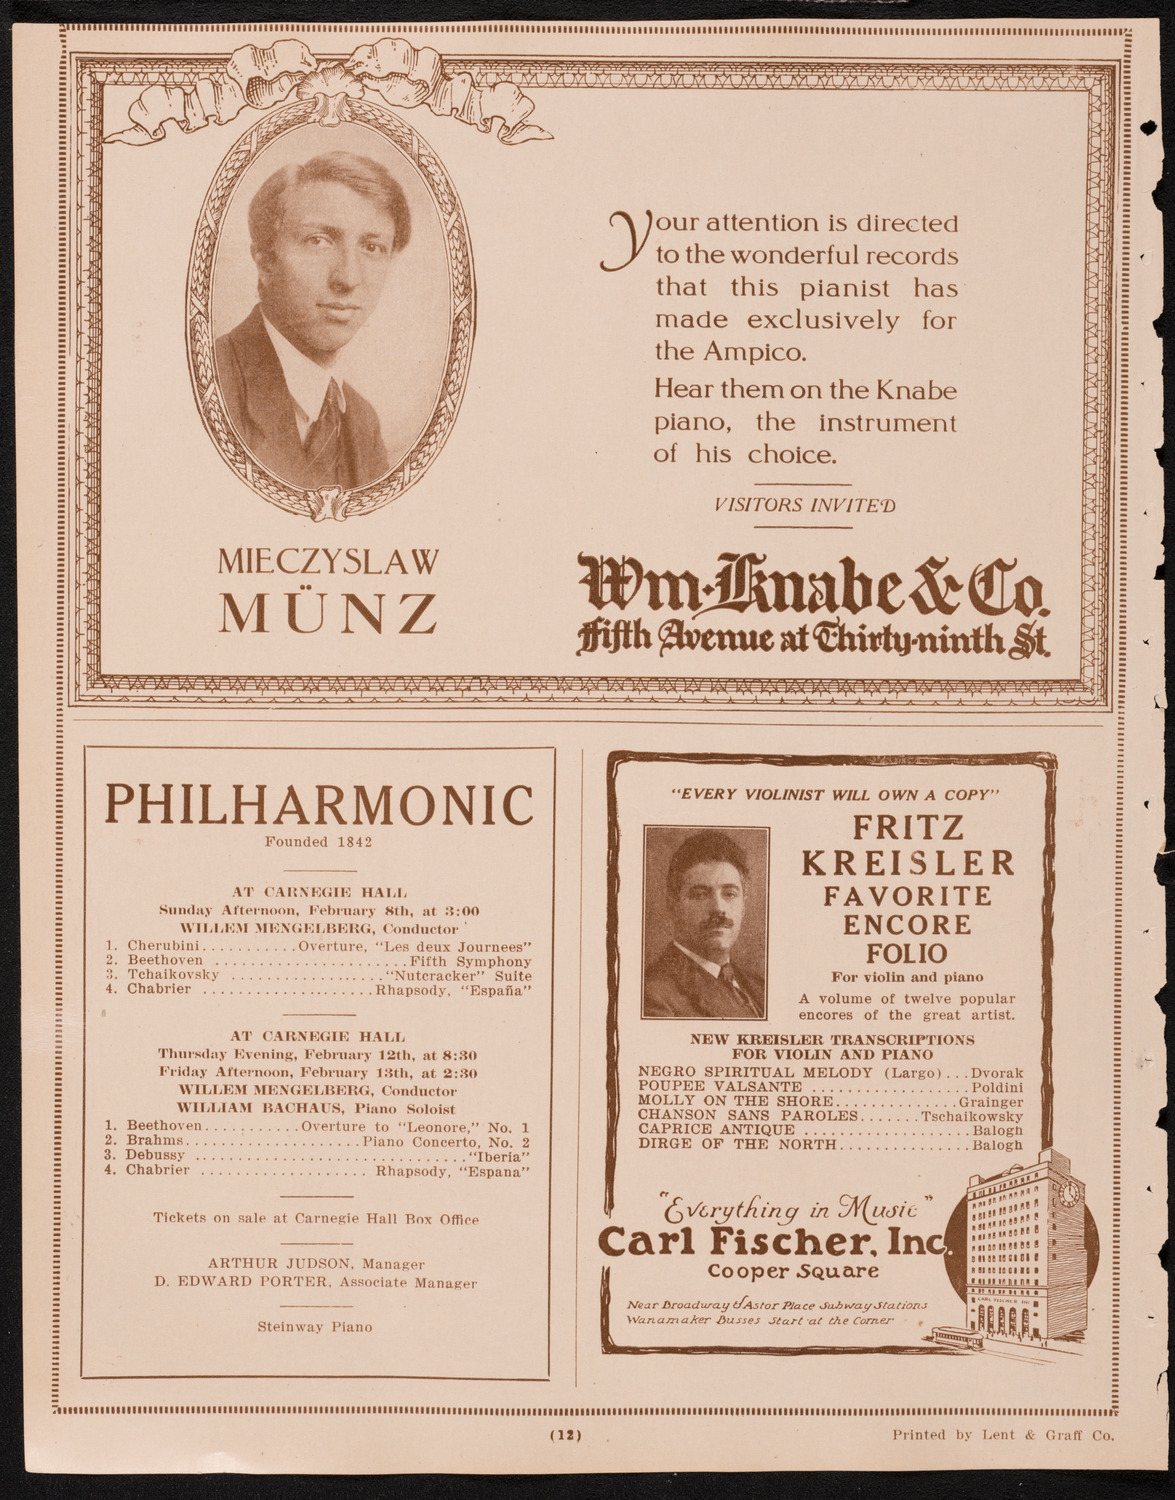 Your attention is directed
to the wonderful records
that this pianist has
made exclusively for
the Ampico.
Hear them on the Knabe
piano, the instrument
of his choice.
VISITORS INVITED
MIECZYSLAW
MÜNZ
Wm. Knabe & Co.
Fifth Avenue at Thirty-ninth St.
PHILHARMONIC
Founded 1842
AT CARNEGIE HALL
Sunday Afternoon, February 8th, at 3:00
WILLEM MENGELBERG, Conductor
1. Cherubini...........Overture, "Les deux Journees"
2. Beethoven ......................Fifth Symphony
3. Tchaikovsky .................."Nutcracker" Suite
4. Chabrier ....................Rhapsody, "España"
AT CARNEGIE HALL
Thursday Evening, February 12th, at 8:30
Friday Afternoon, February 13th, at 2:30
WILLEM MENGELBERG, Conductor
WILLIAM BACHAUS, Piano Soloist
1. Beethoven...........Overture to "Leonore," No. 1
2. Brahms....................Piano Concerto, No. 2
3. Debussy ..............................."Iberia"
4. Chabrier .................... Rhapsody, "Espana"
Tickets on sale at Carnegie Hall Box Office
ARTHUR JUDSON, Manager
D. EDWARD PORTER, Associate Manager
Steinway Piano
"EVERY VIOLINIST WILL OWN A COPY"
FRITZ
KREISLER
FAVORITE
ENCORE
FOLIO
For violin and piano
A volume of twelve popular
encores of the great artist.
NEW KREISLER TRANSCRIPTIONS
FOR VIOLIN AND PIANO
NEGRO SPIRITUAL MELODY (Largo)...Dvorak
POUPEE VALSANTE ..................Poldini
MOLLY ON THE SHORE..............Grainger
CHANSON SANS PAROLES.......Tschaikowsky
CAPRICE ANTIQUE ...................Balogh
DIRGE OF THE NORTH...............Balogh
"Everything in Music"
Carl Fischer, Inc.
Cooper Square
CARL FISCHER INC
Near Broadway & Astor Place Subway Stations
Wanamaker Busses Start at the Corner
(12)
Printed by Lent & Graff Co.